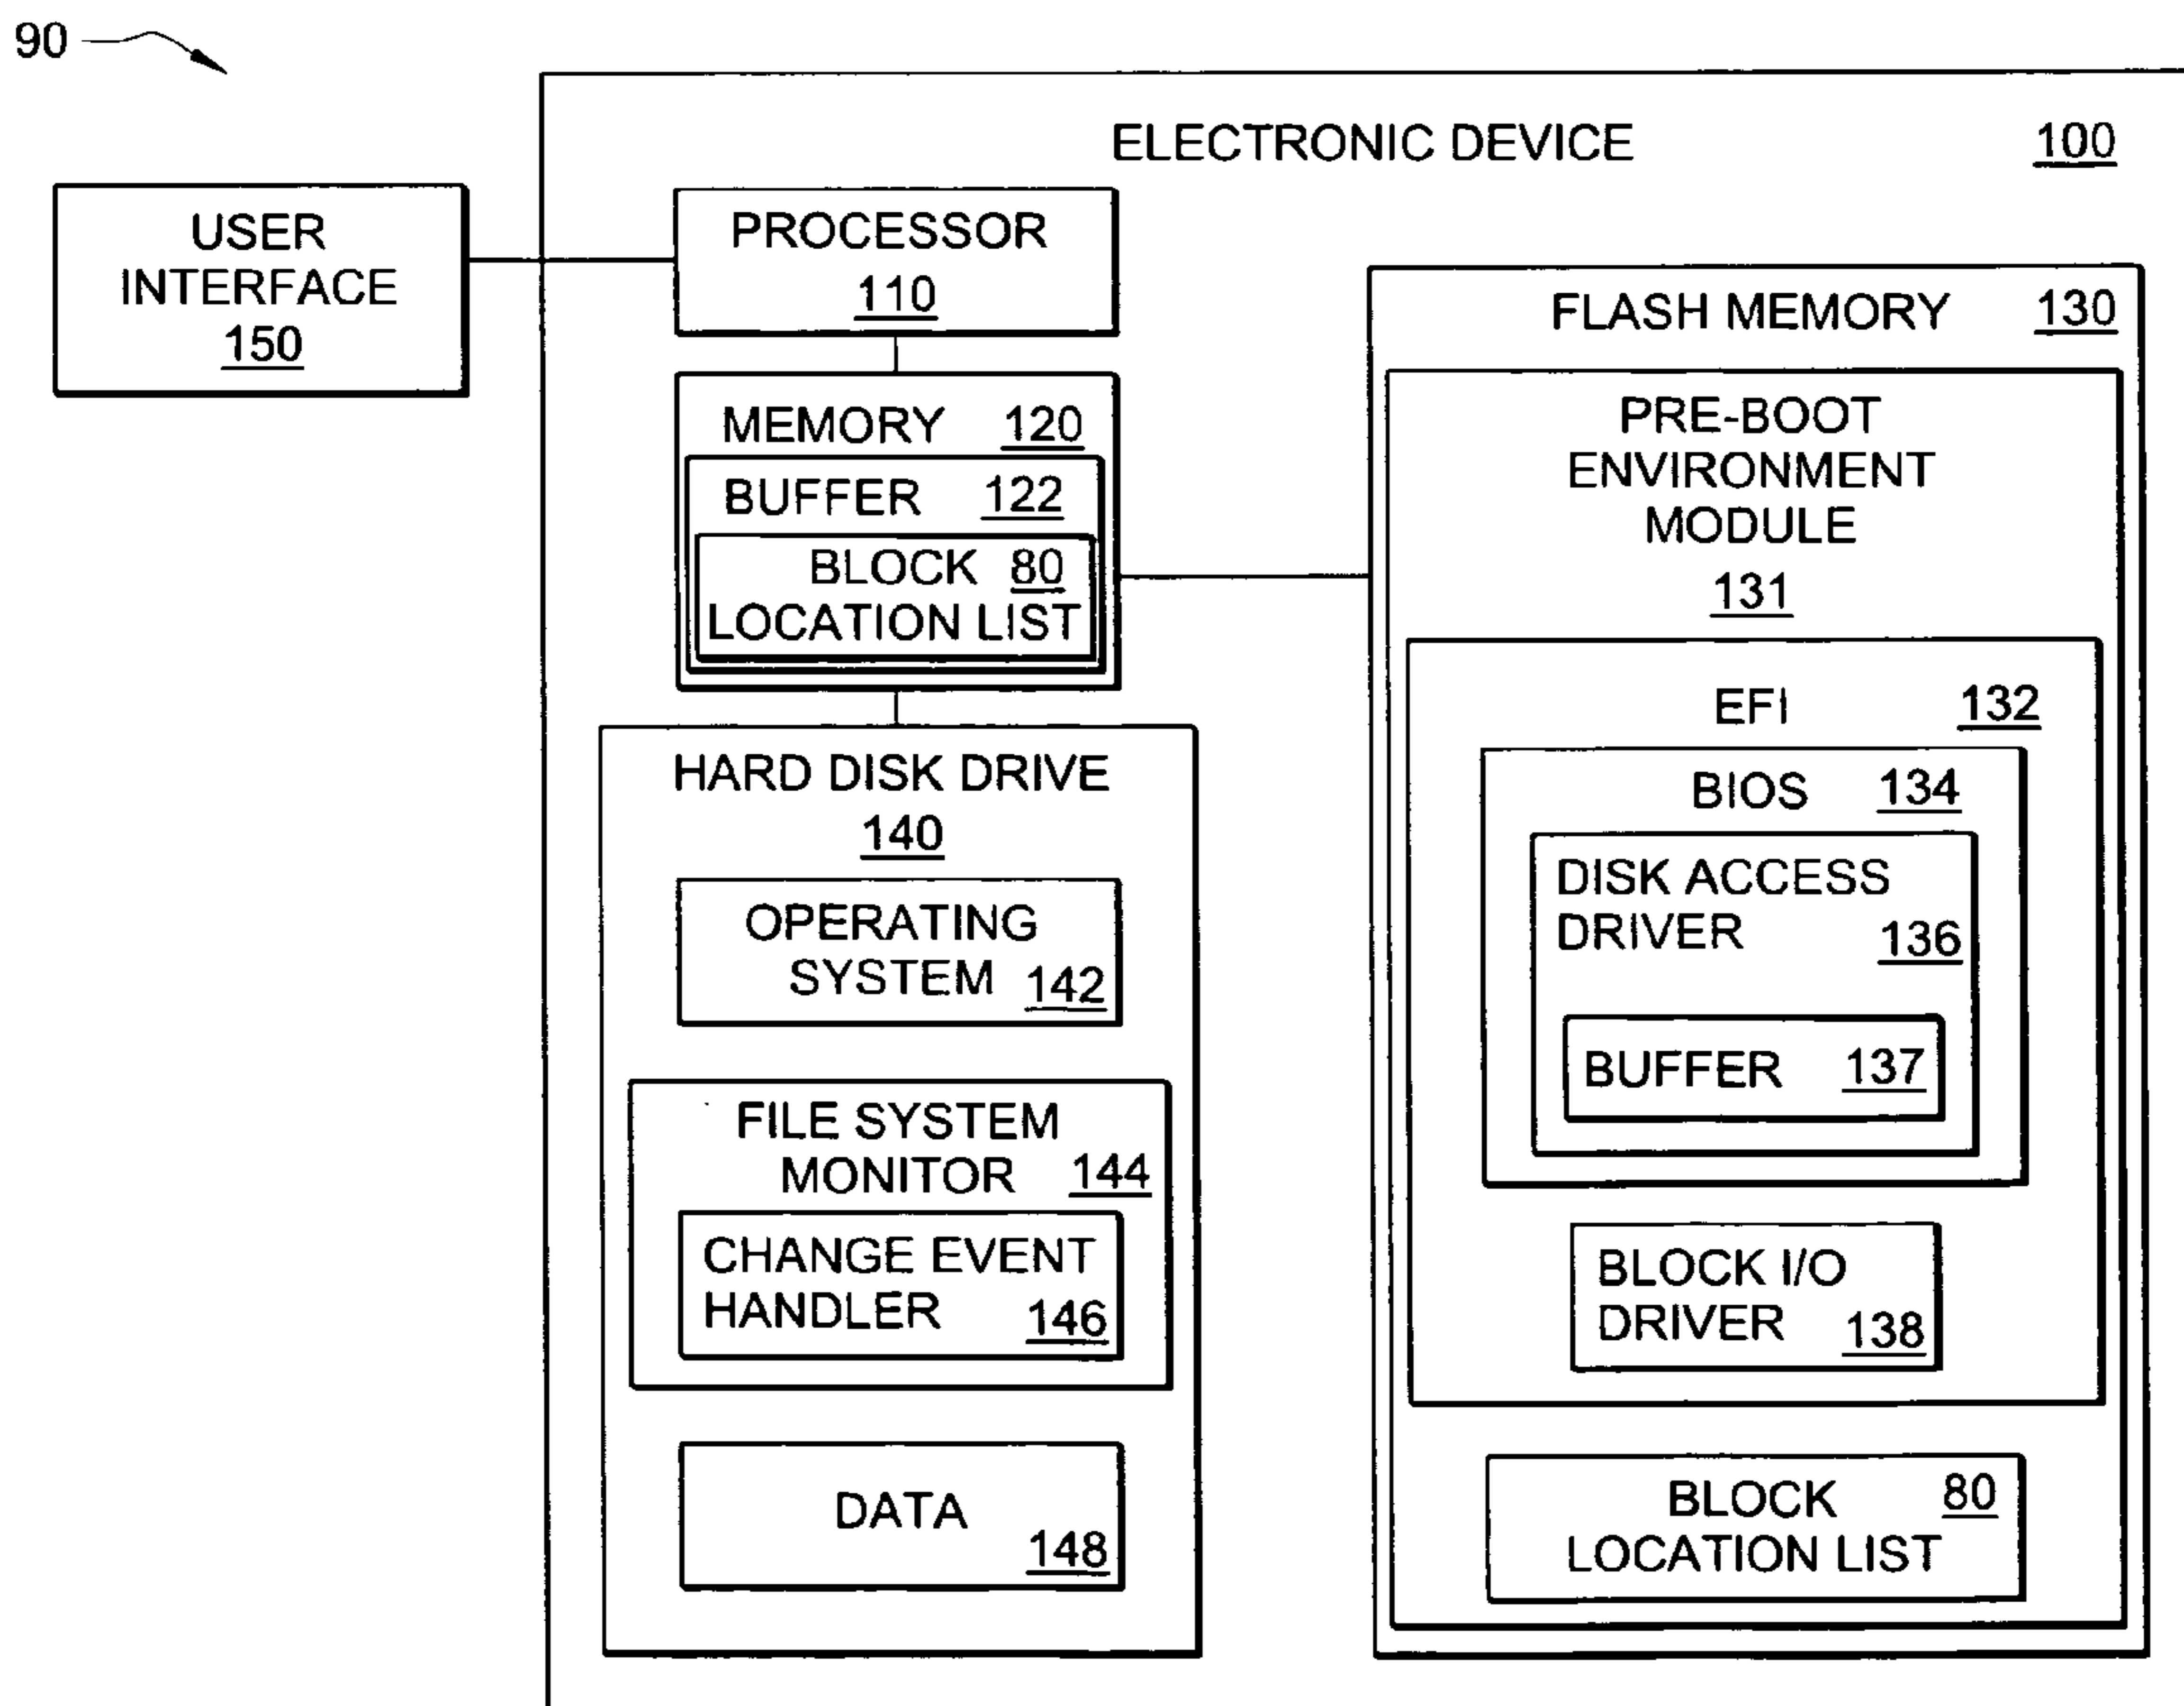 90
ELECTRONIC DEVICE 100
USER
INTERFACE
150
PROCESSOR
110
MEMORY 120
BUFFER 122
BLOCK 80
LOCATION LIST
HARD DISK DRIVE
140
OPERATING
SYSTEM 142
FILE SYSTEM
MONITOR 144
CHANGE EVENT
HANDLER 146
DATA
148
FLASH MEMORY 130
PRE-BOOT
ENVIRONMENT
MODULE
131
EFI 132
BIOS 134
DISK ACCESS
DRIVER 136
BUFFER 137
BLOCK I/O
DRIVER 138
BLOCK 80
LOCATION LIST